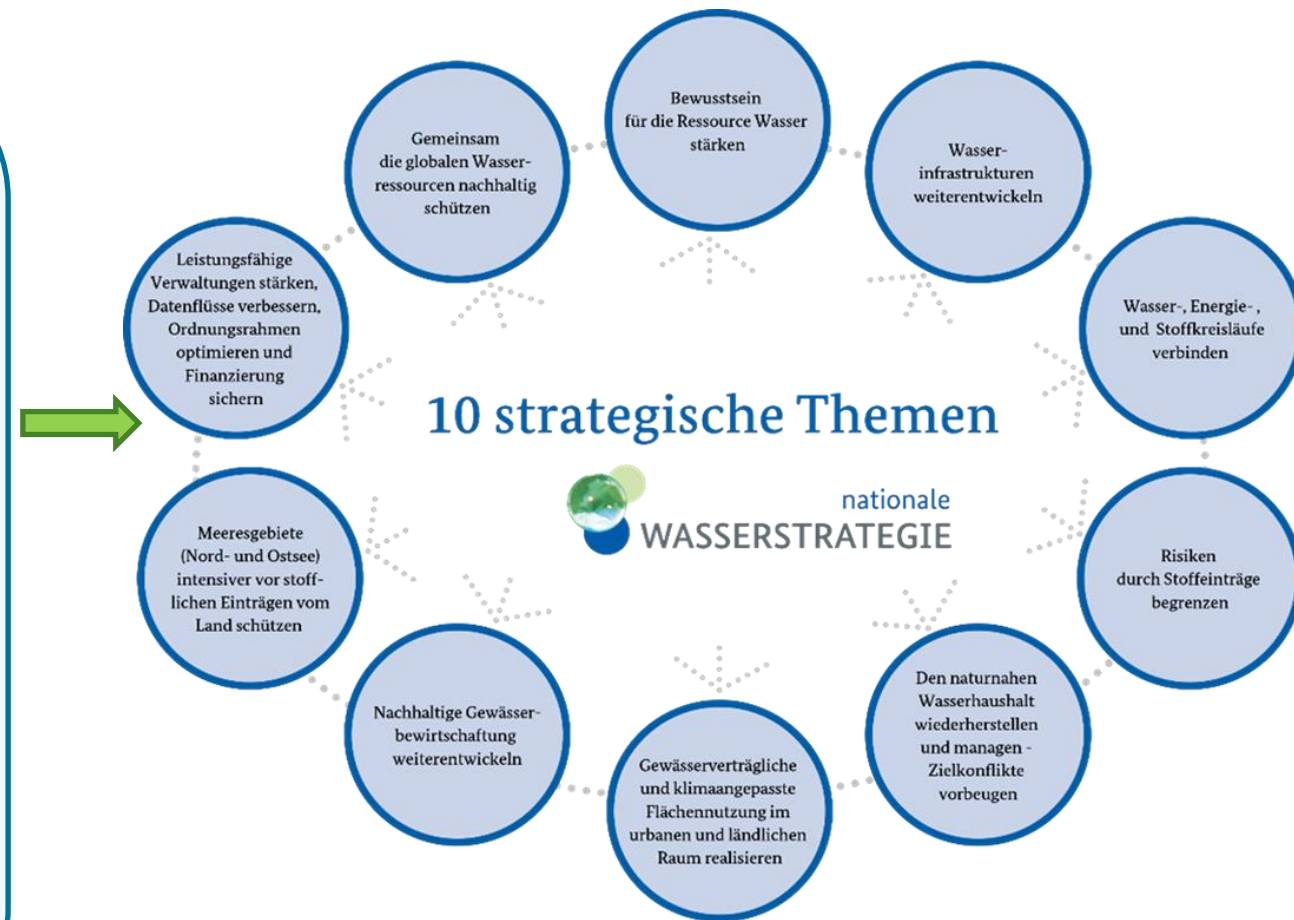 Bewusstsein
für die Ressource Wasser
stärken
Wasser-
infrastrukturen
weiterentwickeln
Wasser-, Energie- ,
und Stoffkreisläufe
verbinden
Risiken
durch Stoffeinträge
begrenzen
Den naturnahen
Wasserhaushalt
wiederherstellen
und managen -
Zielkonflikte
vorbeugen
Gewässerverträgliche
und klimaangepasste
Flächennutzung im
urbanen und ländlichen
Raum realisieren
Nachhaltige Gewässer-
bewirtschaftung
weiterentwickeln
Meeresgebiete
(Nord- und Ostsee)
intensiver vor stoff-
lichen Einträgen vom
Land schützen
Leistungsfähige
Verwaltungen stärken,
Datenflüsse verbessern,
Ordnungsrahmen
optimieren und
Finanzierung
sichern
Gemeinsam
die globalen Wasser-
ressourcen nachhaltig
schützen
10 strategische Themen
nationale
WASSERSTRATEGIE